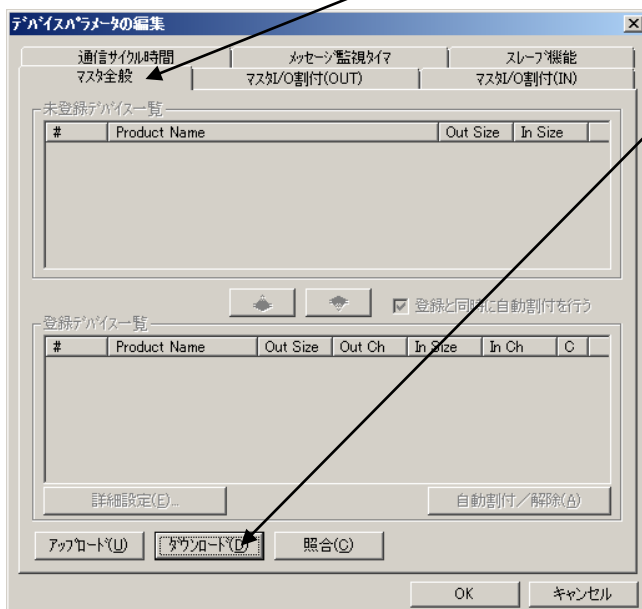 ﾃﾞﾊﾞｲｽﾊﾟﾗﾒｰﾀの編集
通信ｻｲｸﾙ時間 ﾒｯｾｰｼﾞ監視ﾀｲﾏ ｽﾚｰﾌﾞ機能
ﾏｽﾀ全般 ﾏｽﾀI/O割付(OUT) ﾏｽﾀI/O割付(IN)
未登録ﾃﾞﾊﾞｲｽ一覧
# Product Name Out Size In Size
登録と同時に自動割付を行う
登録ﾃﾞﾊﾞｲｽ一覧
# Product Name Out Size Out Ch In Size In Ch C
詳細設定(E)... 自動割付／解除(A)
ｱｯﾌﾟﾛｰﾄﾞ(U) ﾀﾞｳﾝﾛｰﾄﾞ(D) 照合(C)
OK ｷｬﾝｾﾙ